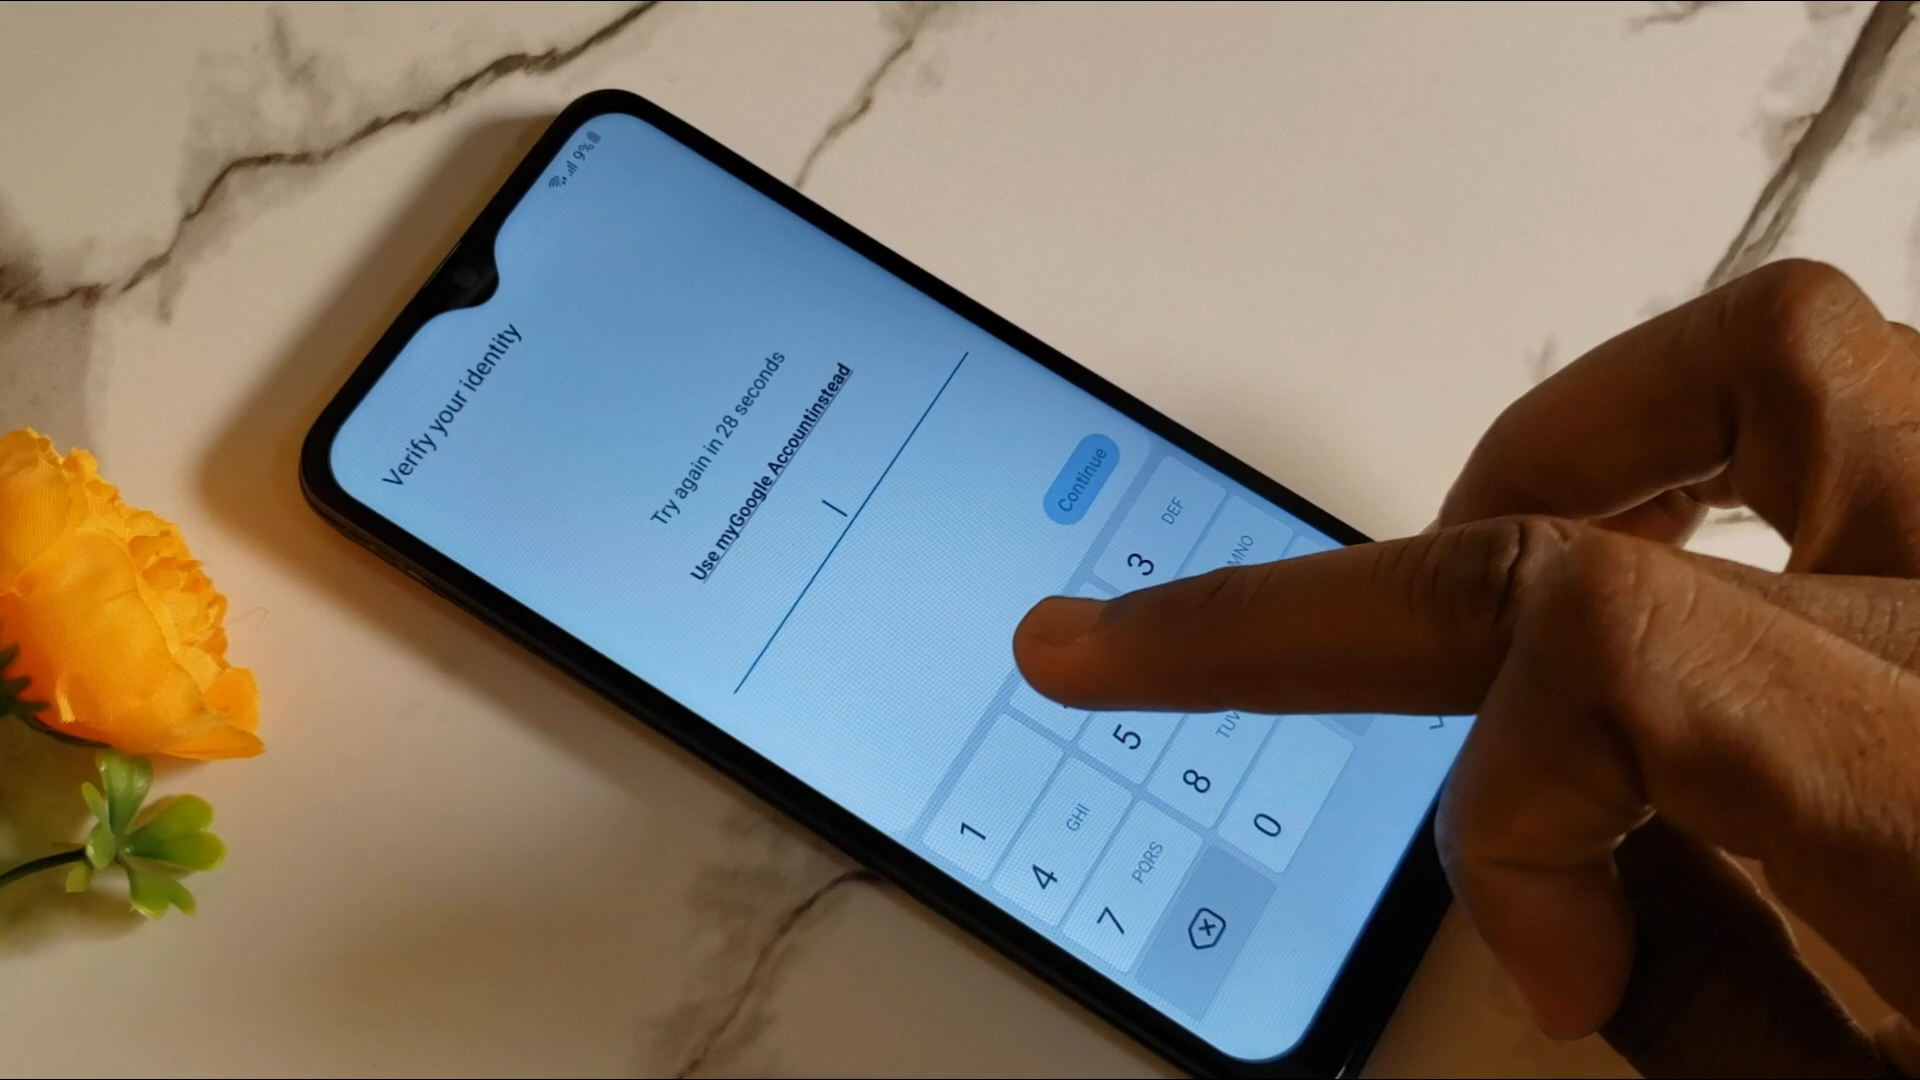 9%
Verify your identity
Try again in 28 seconds
Use myGoogle Accountinstead
Continue
1
3 DEF
4 GHI
5
MNO
7 PQRS
8 TUV
0